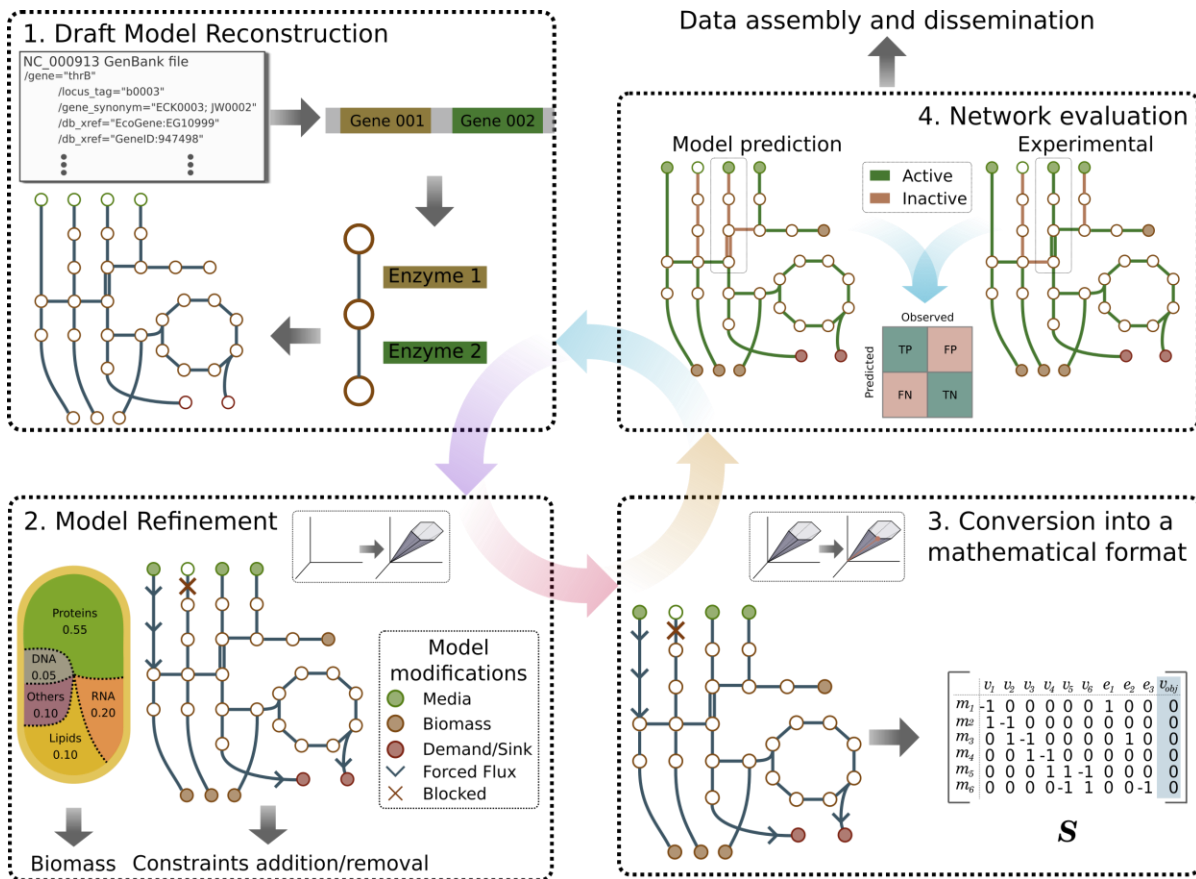 1. Draft Model Reconstruction
NC_000913 GenBank file
/gene="thrB"
/locus_tag="b0003"
/gene_synonym="ECK0003; JW0002"
/db_xref="EcoGene:EG10999"
/db_xref="GeneID:947498"
Gene 001
Gene 002
Enzyme 1
Enzyme 2
Data assembly and dissemination
4. Network evaluation
Model prediction
Experimental
Active
Inactive
Observed
Predicted
TP FP
FN TN
2. Model Refinement
Proteins
0.55
DNA
0.05
Others
0.10
RNA
0.20
Lipids
0.10
Model
modifications
Media
Biomass
Demand/Sink
Forced Flux
Blocked
Biomass
Constraints addition/removal
3. Conversion into a
mathematical format
v1 v2 v3 v4 v5 v6 e1 e2 e3 vobj
m1 -1 0 0 0 0 0 1 0 0 0
m2 1 -1 0 0 0 0 0 0 0 0
m3 0 1 -1 0 0 0 0 1 0 0
m4 0 0 1 -1 0 0 0 0 0 0
m5 0 0 0 1 1 -1 0 0 0 0
m6 0 0 0 0 -1 1 0 0 -1 0
S